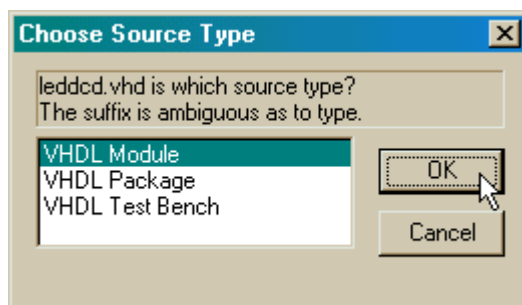 Choose Source Type
leddcd.vhd is which source type?
The suffix is ambiguous as to type.
VHDL Module
VHDL Package
VHDL Test Bench
OK
Cancel